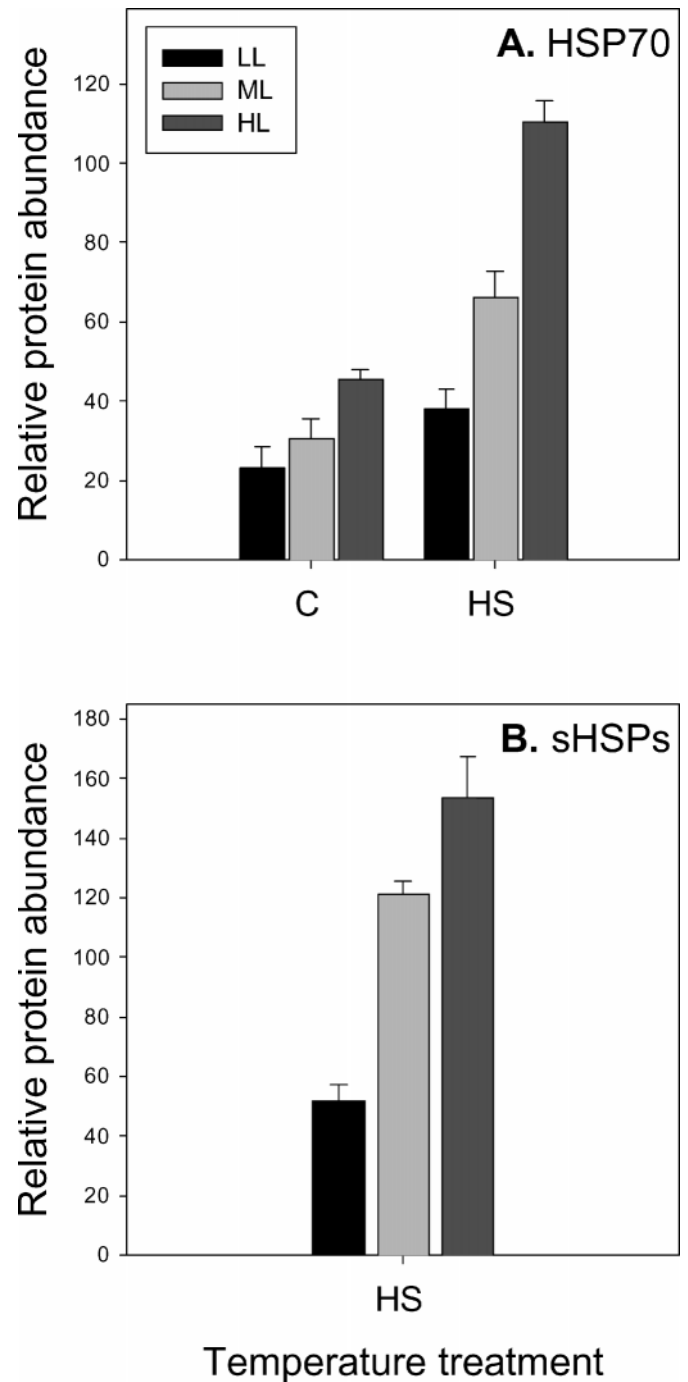 A. HSP70
LL
ML
HL
Relative protein abundance
120
100
80
60
40
20
0
C HS
B. sHSPs
Relative protein abundance
180
160
140
120
100
80
60
40
20
0
HS
Temperature treatment